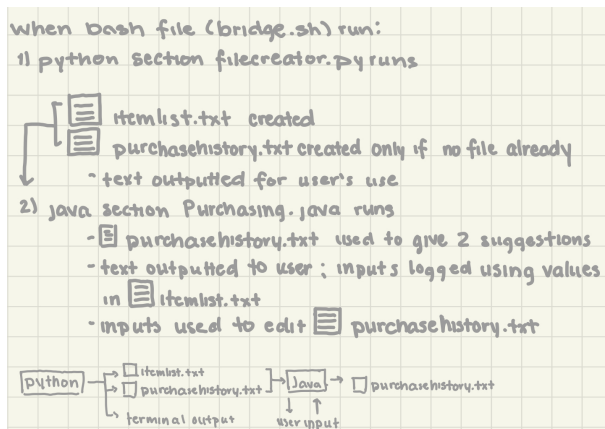 when bash file (bridge.sh) run:
1) python section filecreator.py runs
itemlist.txt created
purchasehistory.txt created only if no file already
- text outputted for user's use
2) java section Purchasing.java runs
- purchasehistory.txt used to give 2 suggestions
- text outputted to user; inputs logged using values
in itemlist.txt
- inputs used to edit purchasehistory.txt
python
itemlist.txt
purchasehistory.txt
terminal output
Java
user input
purchasehistory.txt